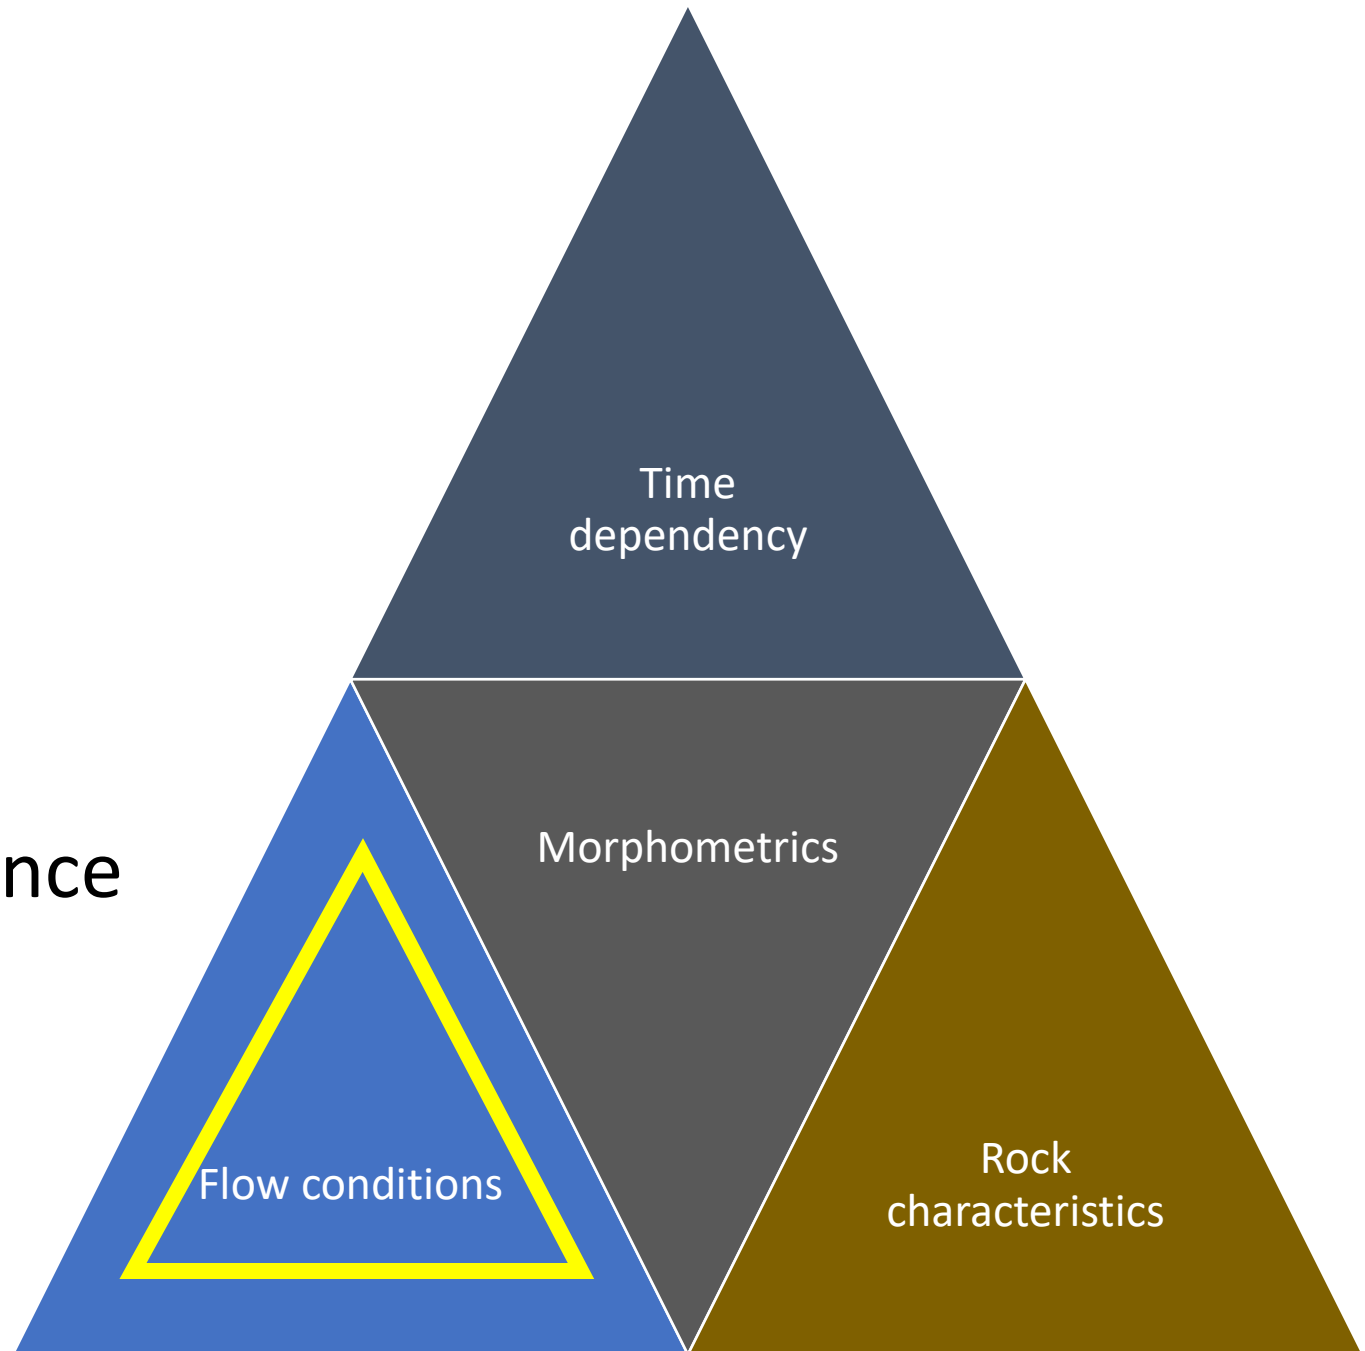 Time
dependency
Morphometrics
nce
Flow conditions
Rock
characteristics